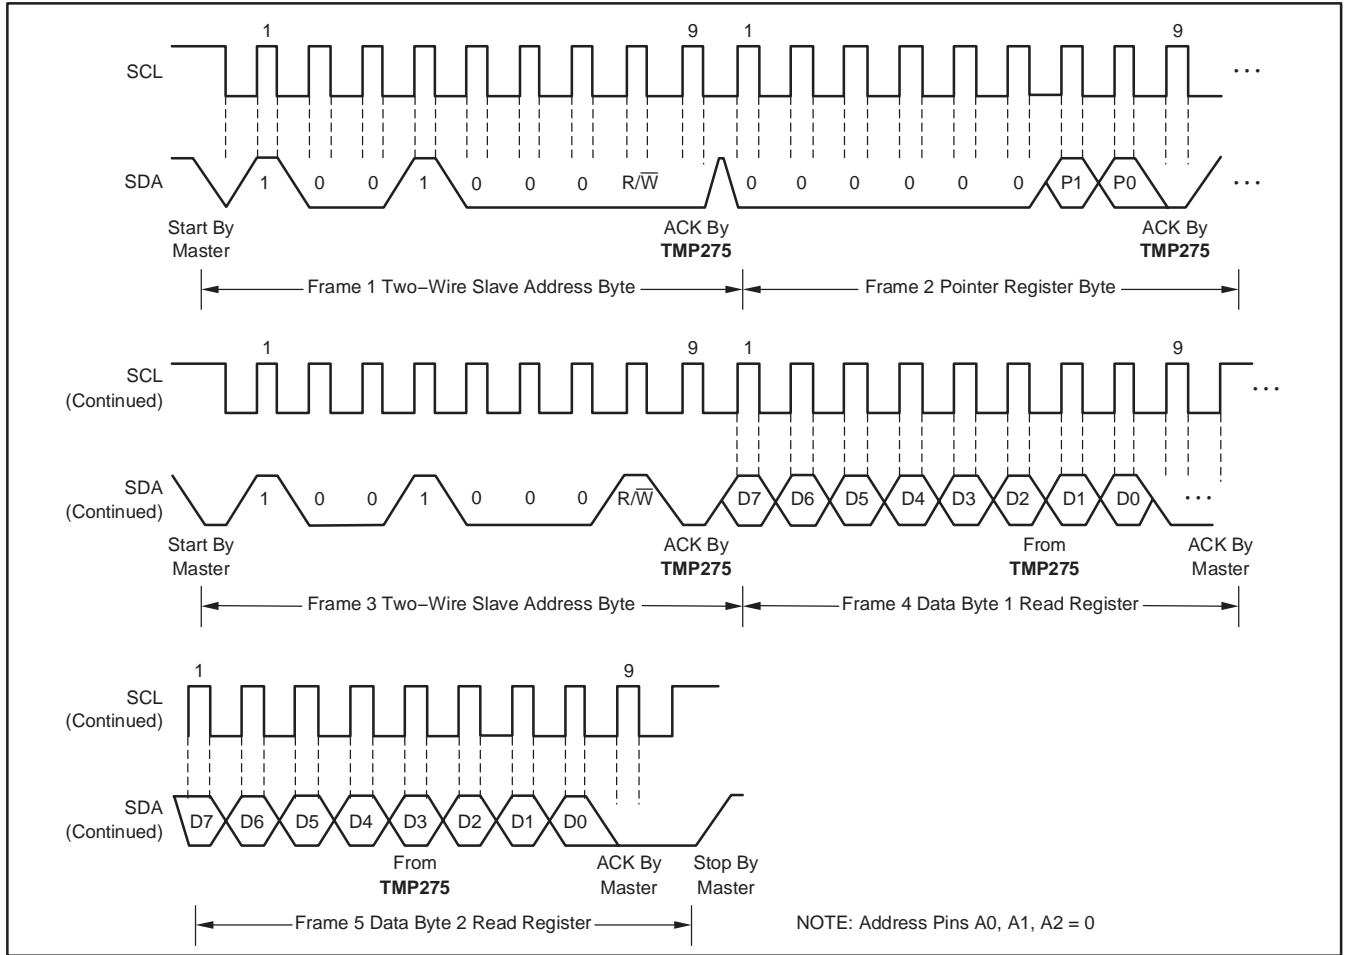 1 9 1 9
SCL ...
SDA 1 0 0 1 0 0 0 R/W̅ 0 0 0 0 0 0 P1 P0 ...
Start By Master
ACK By TMP275
ACK By TMP275
Frame 1 Two−Wire Slave Address Byte
Frame 2 Pointer Register Byte
1 9 1 9
SCL (Continued) ...
SDA (Continued) 1 0 0 1 0 0 0 R/W̅ D7 D6 D5 D4 D3 D2 D1 D0 ...
Start By Master
ACK By TMP275
From TMP275
ACK By Master
Frame 3 Two−Wire Slave Address Byte
Frame 4 Data Byte 1 Read Register
1 9
SCL (Continued)
SDA (Continued) D7 D6 D5 D4 D3 D2 D1 D0
From TMP275
ACK By Master
Stop By Master
Frame 5 Data Byte 2 Read Register
NOTE: Address Pins A0, A1, A2 = 0